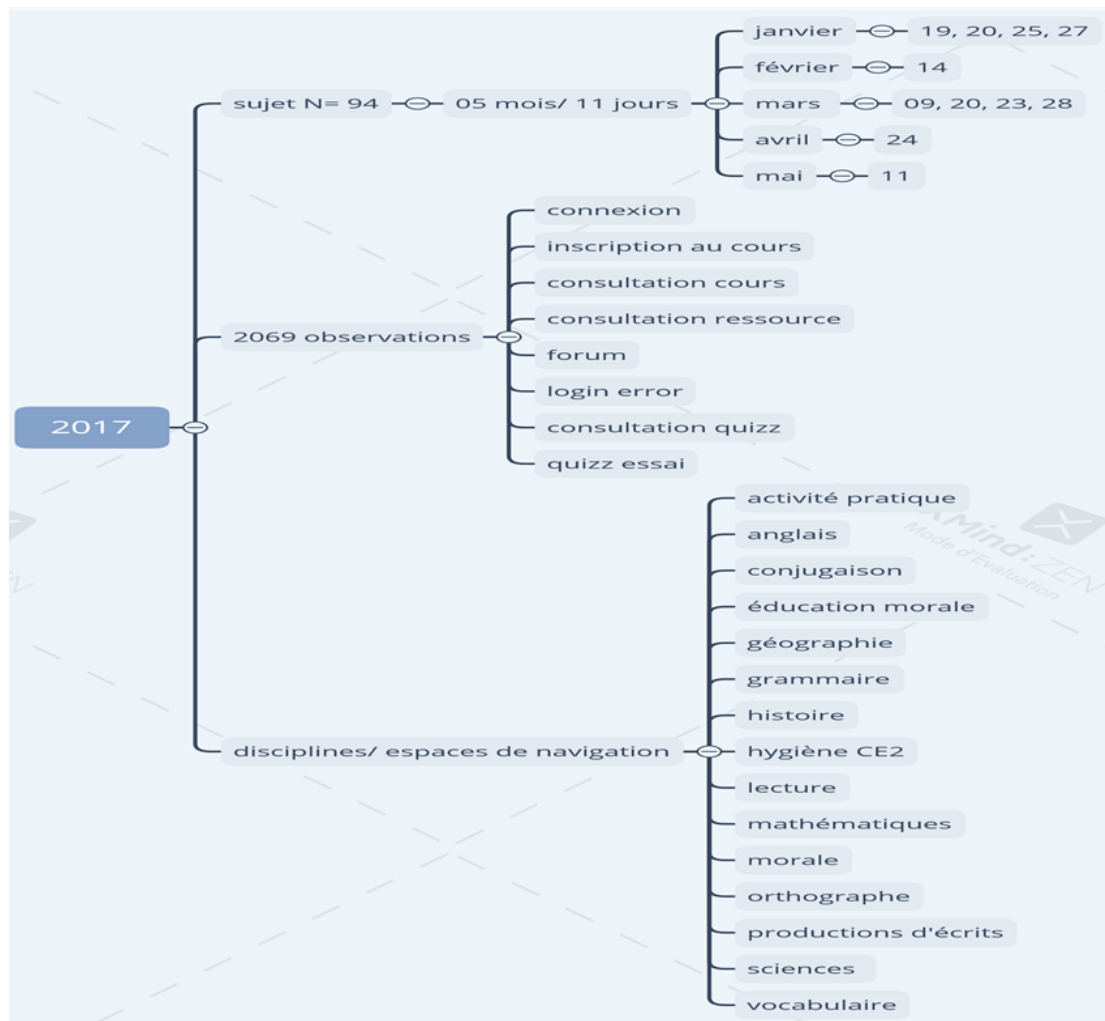 janvier 19, 20, 25, 27
février 14
sujet N= 94 05 mois/ 11 jours mars 09, 20, 23, 28
avril 24
mai 11
connexion
inscription au cours
consultation cours
consultation ressource
2069 observations
forum
login error
2017
consultation quizz
quizz essai
activité pratique
anglais
conjugaison
éducation morale
géographie
grammaire
histoire
disciplines/ espaces de navigation
hygiène CE2
lecture
mathématiques
morale
orthographe
productions d'écrits
sciences
vocabulaire
XMind:ZEN
Mode d'Evaluation
EN